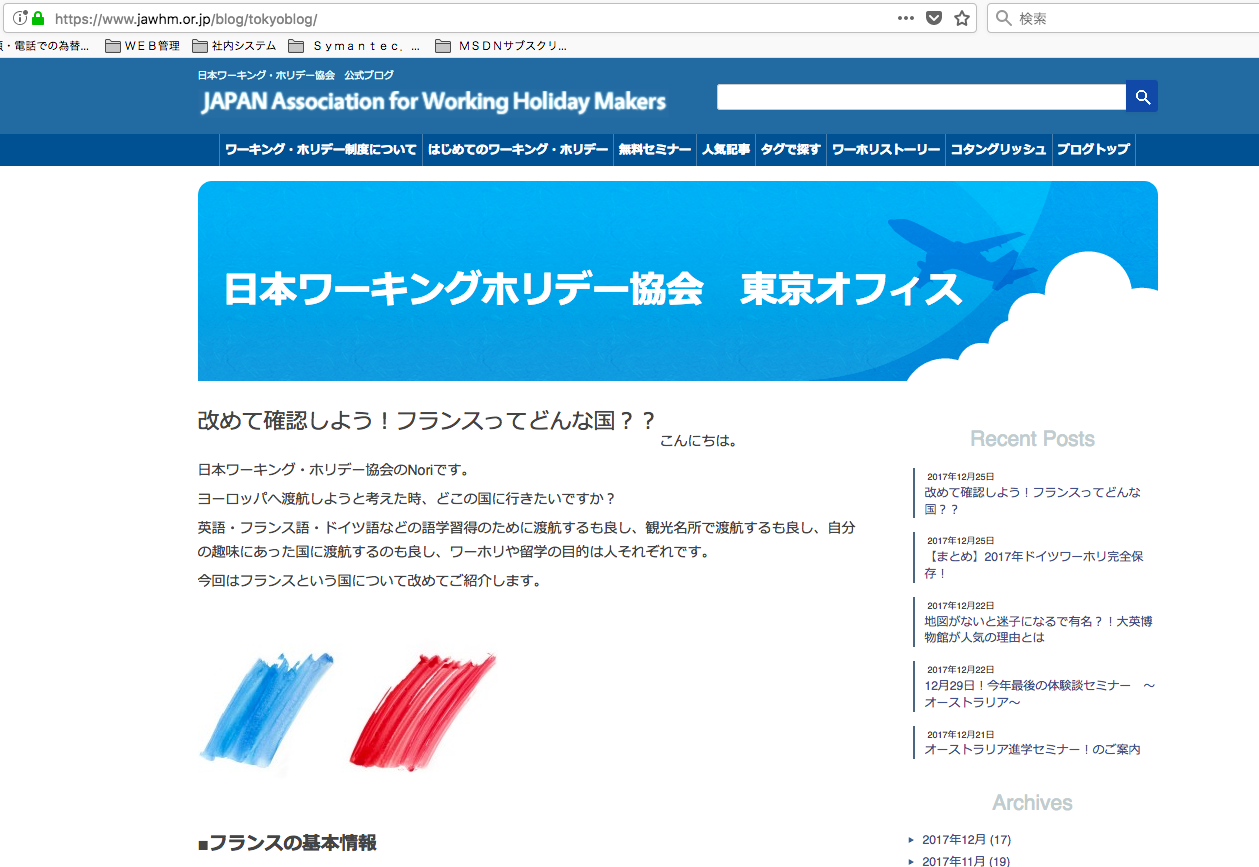 https://www.jawhm.or.jp/blog/tokyoblog/
検索
・電話での為替...
ＷＥＢ管理
社内システム
Ｓｙｍａｎｔｅｃ．...
ＭＳＤＮサブスクリ...
日本ワーキング・ホリデー協会　公式ブログ
JAPAN Association for Working Holiday Makers
ワーキング・ホリデー制度について
はじめてのワーキング・ホリデー
無料セミナー
人気記事
タグで探す
ワーホリストーリー
コタングリッシュ
ブログトップ
日本ワーキングホリデー協会　東京オフィス
改めて確認しよう！フランスってどんな国？？
こんにちは。
日本ワーキング・ホリデー協会のNoriです。
ヨーロッパへ渡航しようと考えた時、どこの国に行きたいですか？
英語・フランス語・ドイツ語などの語学習得のために渡航するも良し、観光名所で渡航するも良し、自分
の趣味にあった国に渡航するのも良し、ワーホリや留学の目的は人それぞれです。
今回はフランスという国について改めてご紹介します。
■フランスの基本情報
Recent Posts
2017年12月25日
改めて確認しよう！フランスってどんな
国？？
2017年12月25日
【まとめ】2017年ドイツワーホリ完全保
存！
2017年12月22日
地図がないと迷子になるで有名？！大英博
物館が人気の理由とは
2017年12月22日
12月29日！今年最後の体験談セミナー　～
オーストラリア～
2017年12月21日
オーストラリア進学セミナー！のご案内
Archives
2017年12月 (17)
2017年11月 (19)